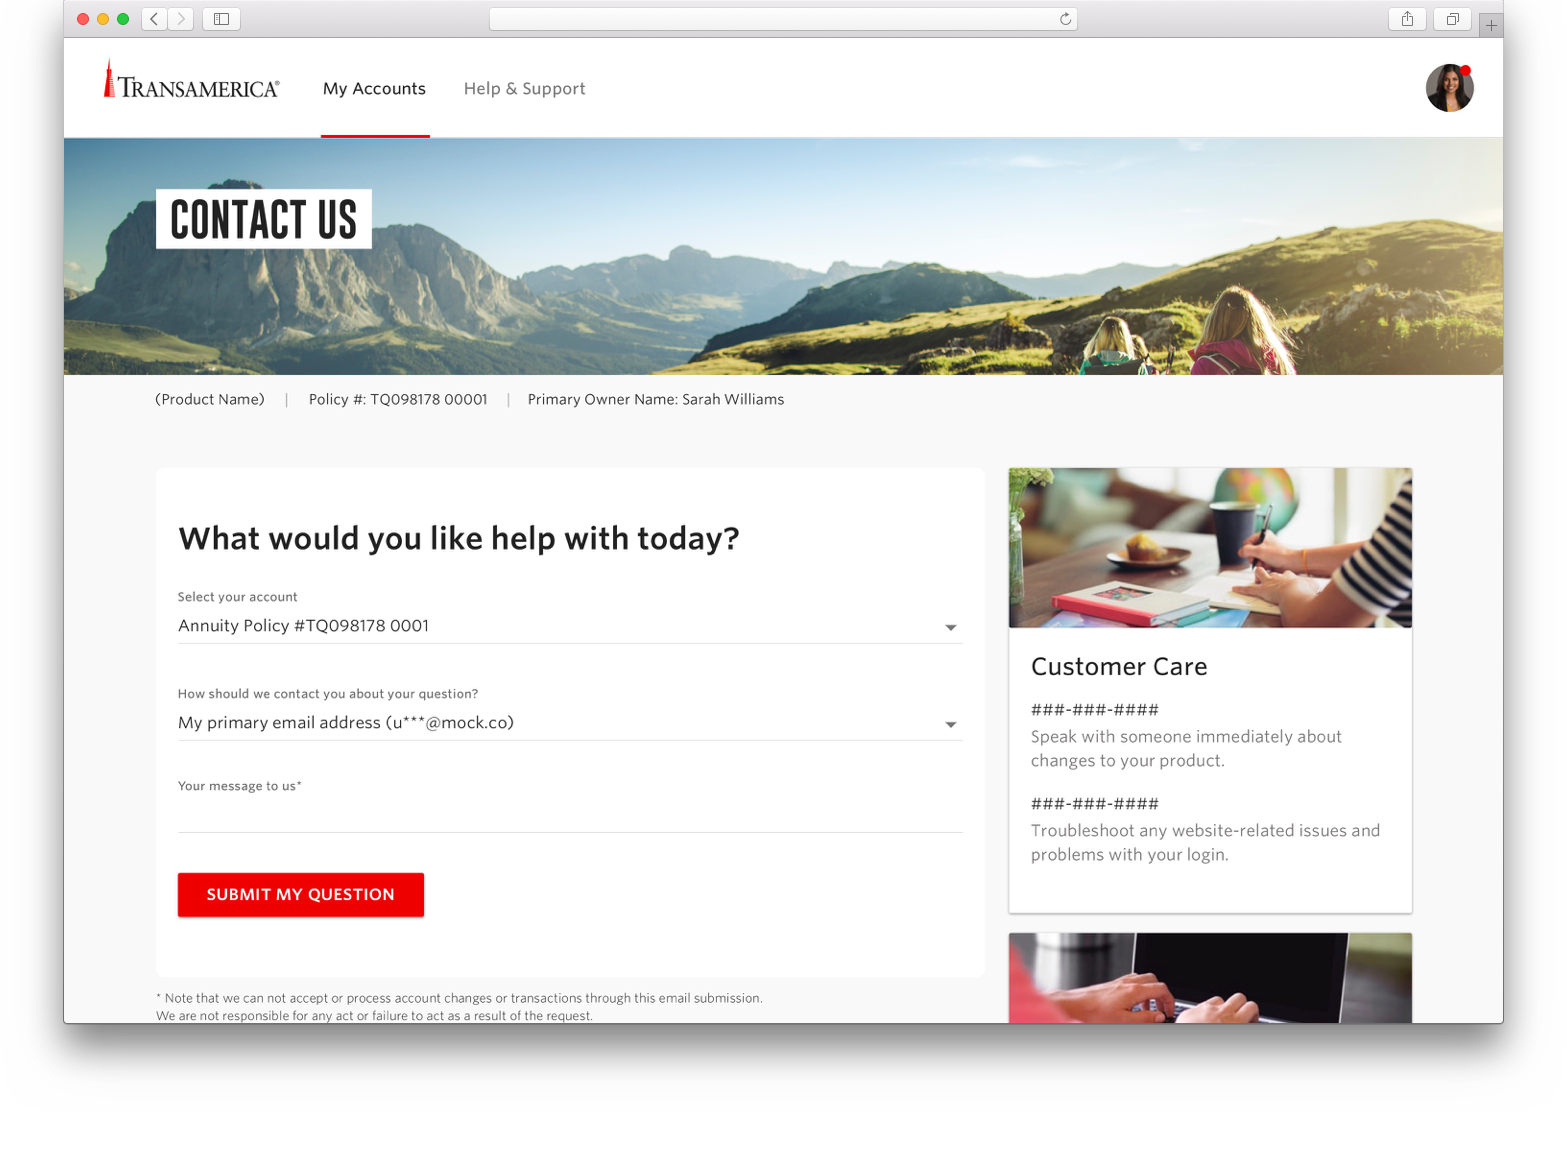 TRANSAMERICA®
My Accounts
Help & Support
CONTACT US
(Product Name) | Policy #: TQ098178 00001 | Primary Owner Name: Sarah Williams
What would you like help with today?
Select your account
Annuity Policy #TQ098178 0001
How should we contact you about your question?
My primary email address (u***@mock.co)
Your message to us*
SUBMIT MY QUESTION
* Note that we can not accept or process account changes or transactions through this email submission.
We are not responsible for any act or failure to act as a result of the request.
Customer Care
###-###-####
Speak with someone immediately about
changes to your product.
###-###-####
Troubleshoot any website-related issues and
problems with your login.